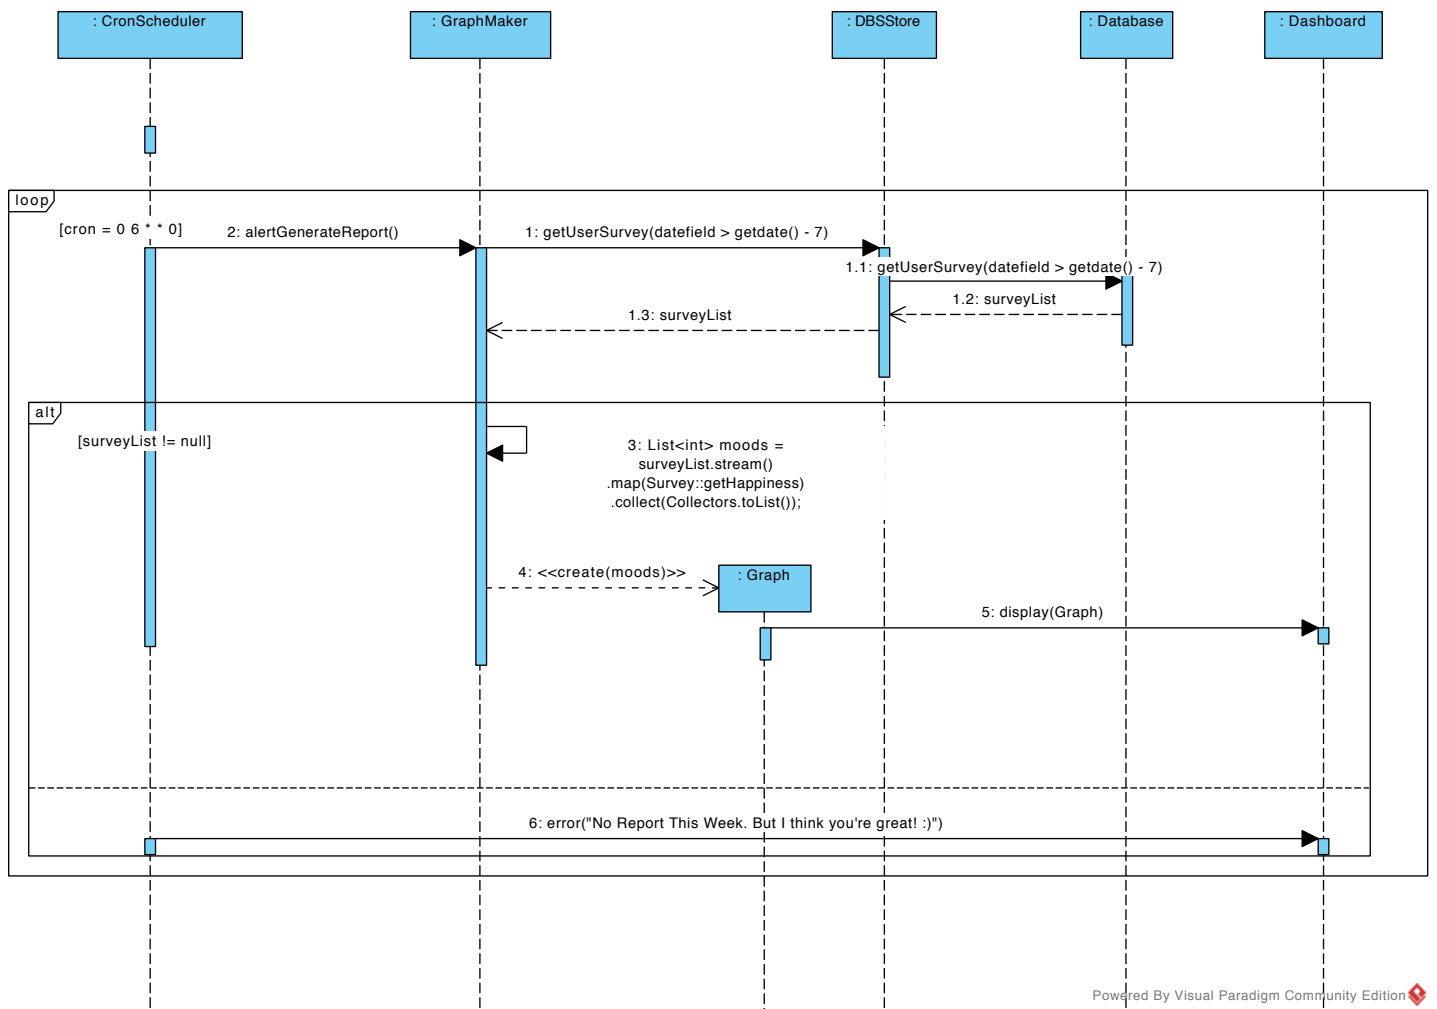 : CronScheduler
: GraphMaker
: DBSStore
: Database
: Dashboard
loop
[cron = 0 6 * * 0]
2: alertGenerateReport()
1: getUserSurvey(datefield > getdate() - 7)
1.1: getUserSurvey(datefield > getdate() - 7)
1.2: surveyList
1.3: surveyList
alt
[surveyList != null]
3: List<int> moods =
surveyList.stream()
.map(Survey::getHappiness)
.collect(Collectors.toList());
4: <<create(moods)>>
: Graph
5: display(Graph)
6: error("No Report This Week. But I think you're great! :)")
Powered By Visual Paradigm Community Edition